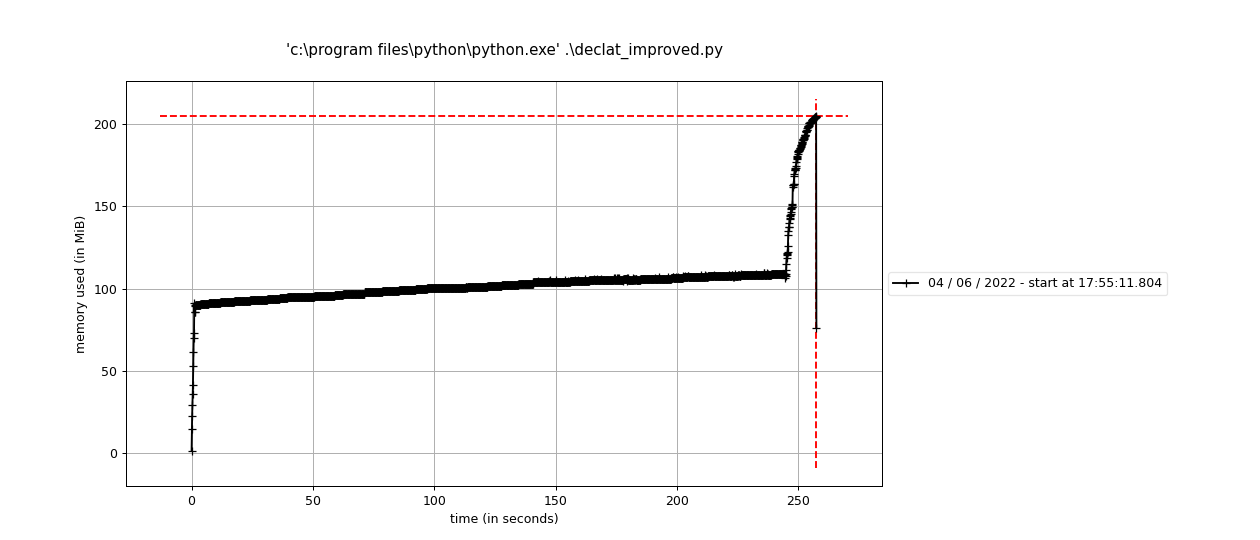 'c:\program files\python\python.exe' .\declat_improved.py
memory used (in MiB)
200
150
100
50
0
0 50 100 150 200 250
time (in seconds)
04 / 06 / 2022 - start at 17:55:11.804